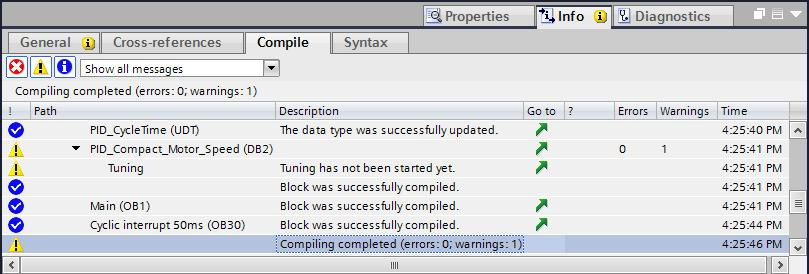 Properties Info Diagnostics
General Cross-references Compile Syntax
Show all messages
Compiling completed (errors: 0; warnings: 1)
! Path Description Go to ? Errors Warnings Time
PID_CycleTime (UDT) The data type was successfully updated. 4:25:40 PM
PID_Compact_Motor_Speed (DB2) 0 1 4:25:41 PM
Tuning Tuning has not been started yet. 4:25:41 PM
Block was successfully compiled. 4:25:41 PM
Main (OB1) Block was successfully compiled. 4:25:41 PM
Cyclic interrupt 50ms (OB30) Block was successfully compiled. 4:25:44 PM
Compiling completed (errors: 0; warnings: 1) 4:25:46 PM